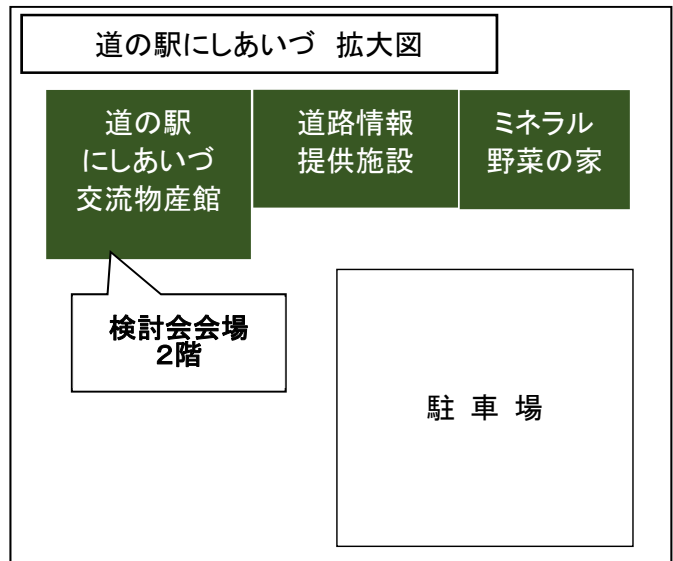 道の駅にしあいづ 拡大図
道の駅
にしあいづ
交流物産館
道路情報
提供施設
ミネラル
野菜の家
検討会会場
２階
駐 車 場